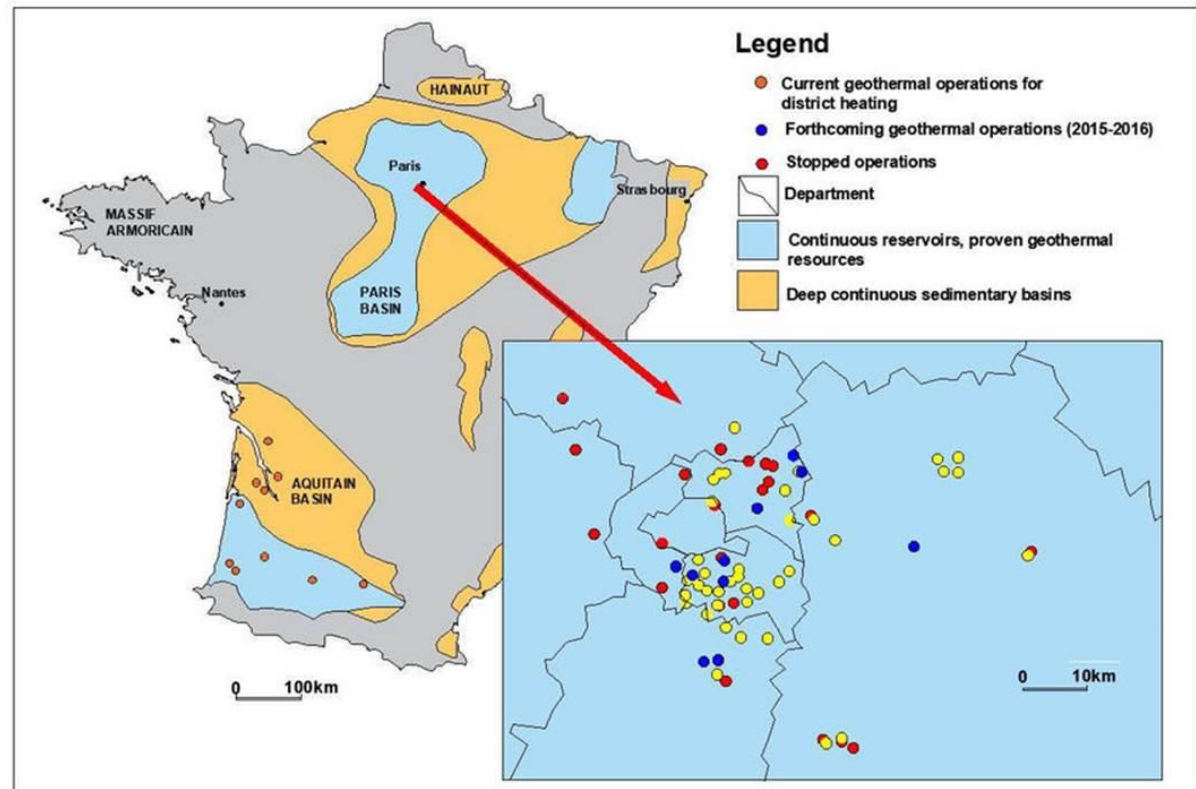 Legend
Current geothermal operations for
district heating
Forthcoming geothermal operations (2015-2016)
Stopped operations
Department
Continuous reservoirs, proven geothermal
resources
Deep continuous sedimentary basins
HAINAUT
Paris
Strasbourg
MASSIF
ARMORICAIN
Nantes
PARIS
BASIN
AQUITAIN
BASIN
0 100km
0 10km